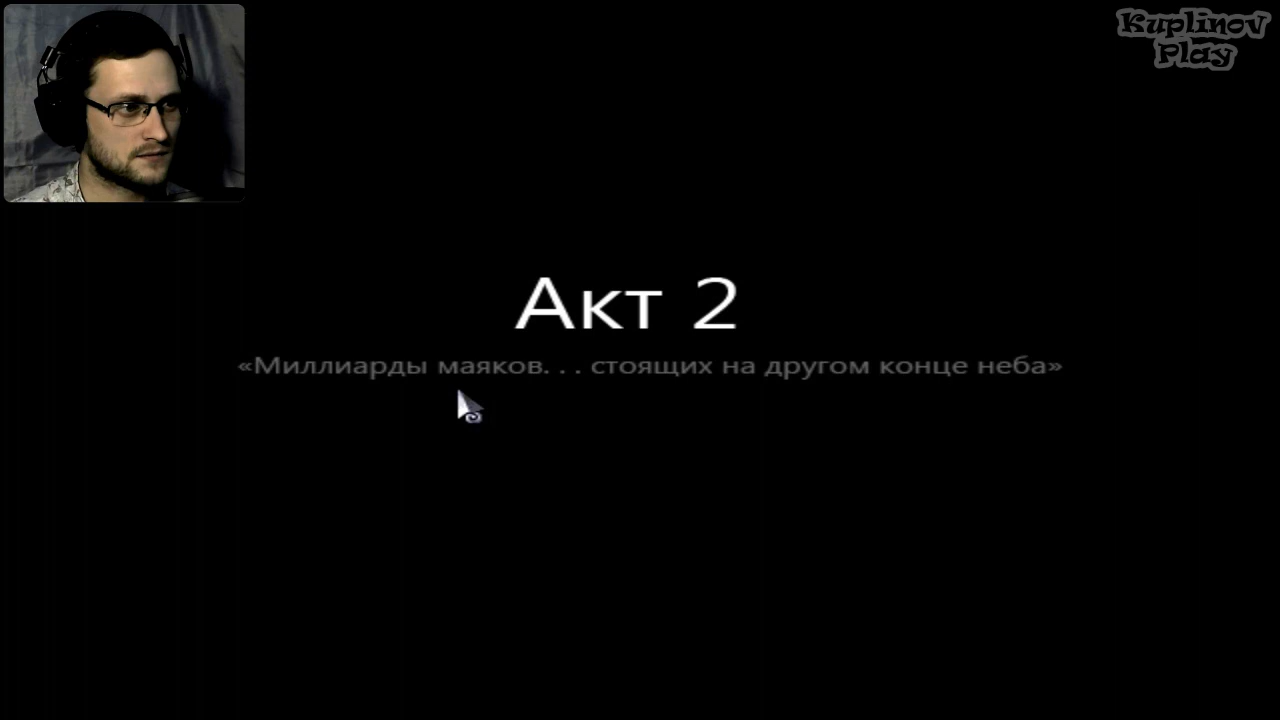 Kuplinov
Play
Акт 2
«Миллиарды маяков. . . стоящих на другом конце неба»